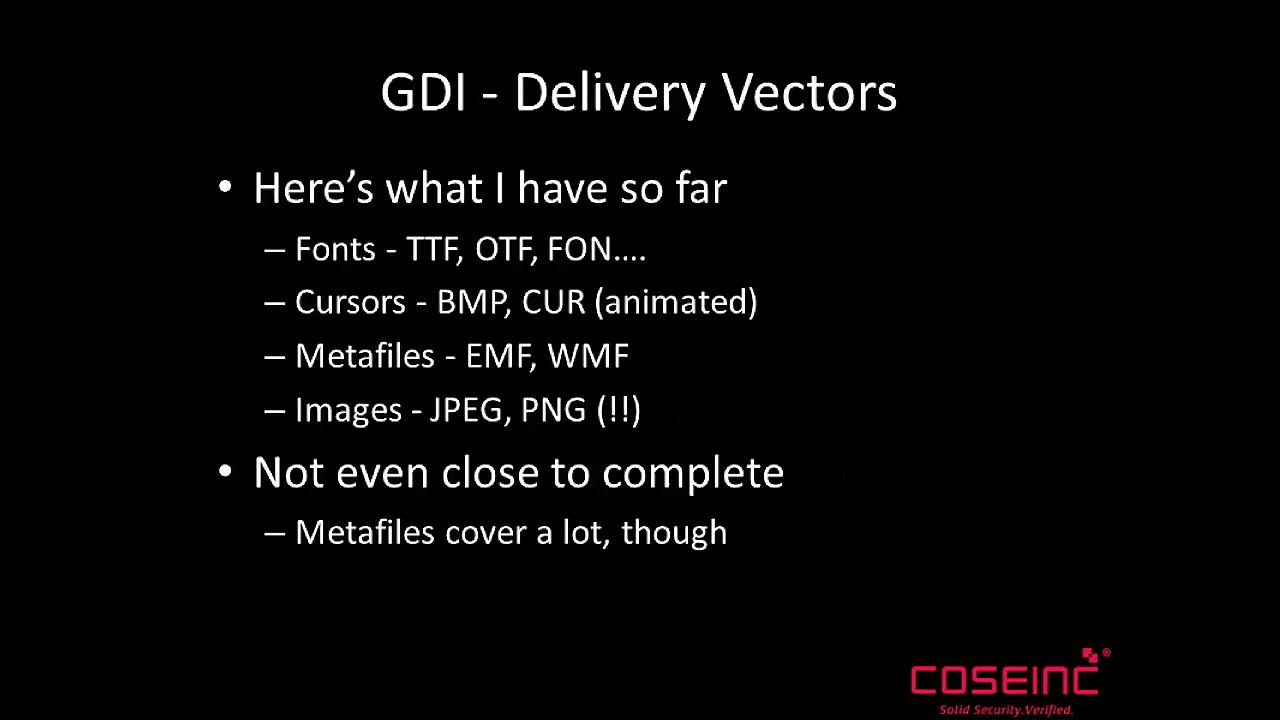 GDI - Delivery Vectors
• Here’s what I have so far
– Fonts - TTF, OTF, FON....
– Cursors - BMP, CUR (animated)
– Metafiles - EMF, WMF
– Images - JPEG, PNG (!!)
• Not even close to complete
– Metafiles cover a lot, though
COSEINC®
Solid Security.Verified.